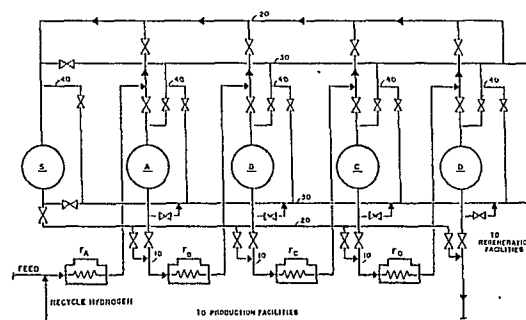 20
30
40 40 40 40 40
S A D C D
30
20
TO
REGENERATION
FACILITIES
10 10 10
FEED
FA FB FC FD
RECYCLE HYDROGEN
TO PRODUCTION FACILITIES